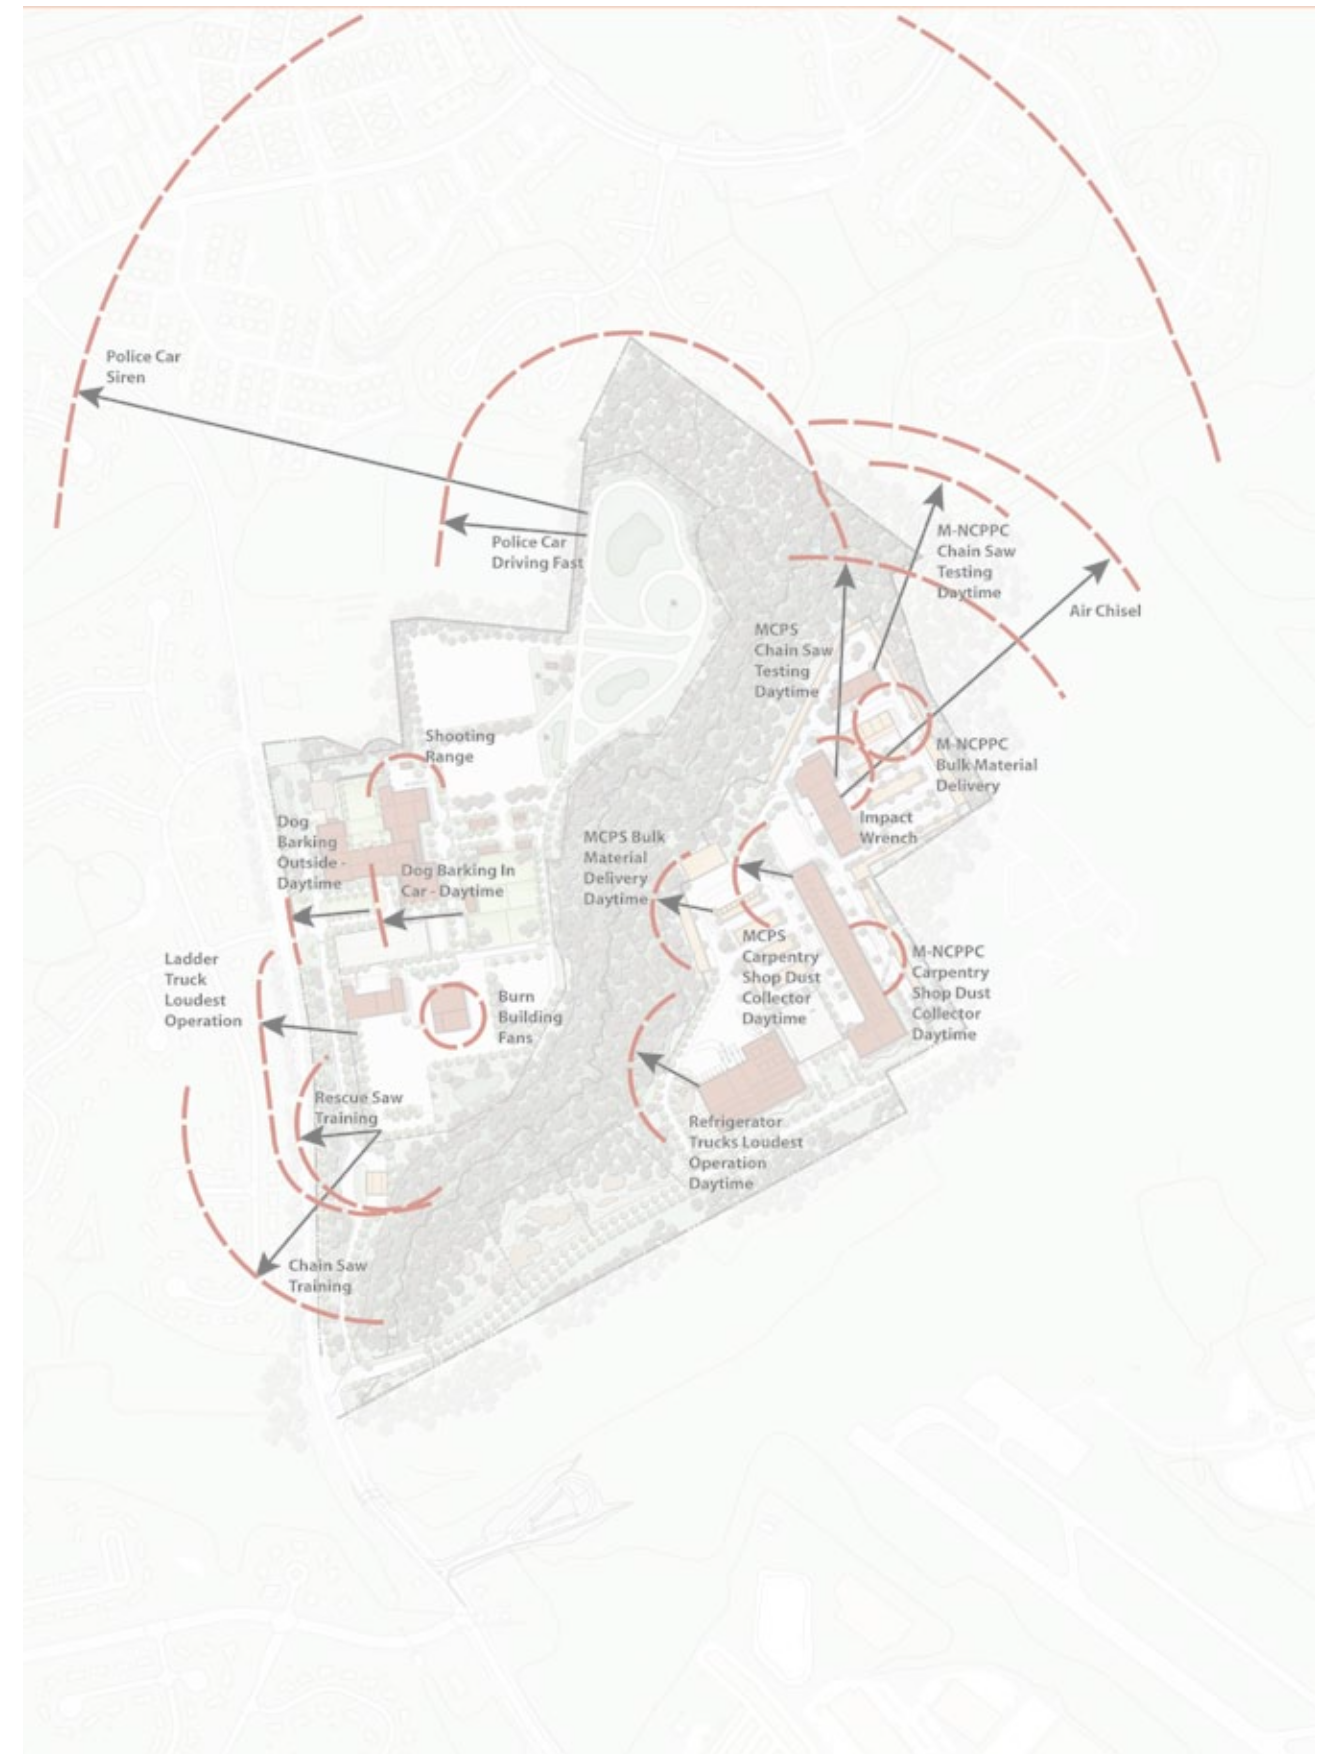 Police Car
Siren
Police Car
Driving Fast
M-NCPPC
Chain Saw
Testing
Daytime
Air Chisel
MCPS
Chain Saw
Testing
Daytime
Shooting
Range
M-NCPPC
Bulk Material
Delivery
Impact
Wrench
Dog
Barking
Outside -
Daytime
Dog Barking In
Car - Daytime
MCPS Bulk
Material
Delivery
Daytime
MCPS
Carpentry
Shop Dust
Collector
Daytime
M-NCPPC
Carpentry
Shop Dust
Collector
Daytime
Ladder
Truck
Loudest
Operation
Burn
Building
Fans
Rescue Saw
Training
Refrigerator
Trucks Loudest
Operation
Daytime
Chain Saw
Training